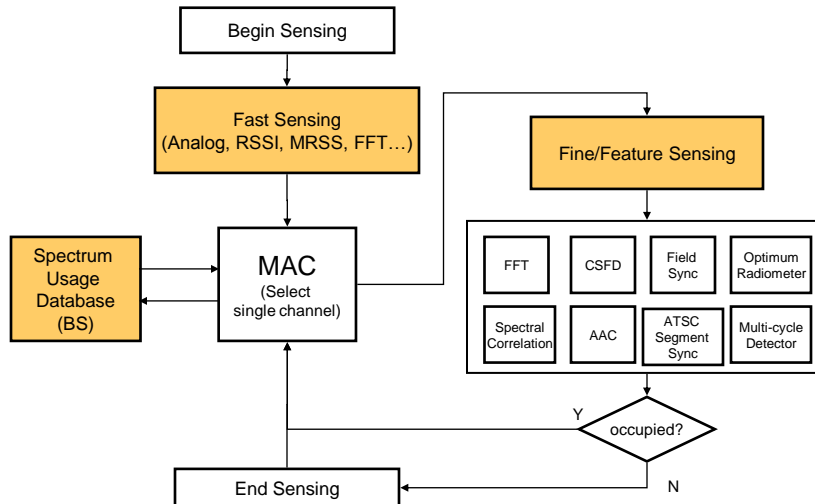 Begin Sensing
Fast Sensing
(Analog, RSSI, MRSS, FFT…)
Fine/Feature Sensing
Spectrum
Usage
Database
(BS)
MAC
(Select
single channel)
FFT
CSFD
Field
Sync
Optimum
Radiometer
Spectral
Correlation
AAC
ATSC
Segment
Sync
Multi-cycle
Detector
Y
occupied?
N
End Sensing